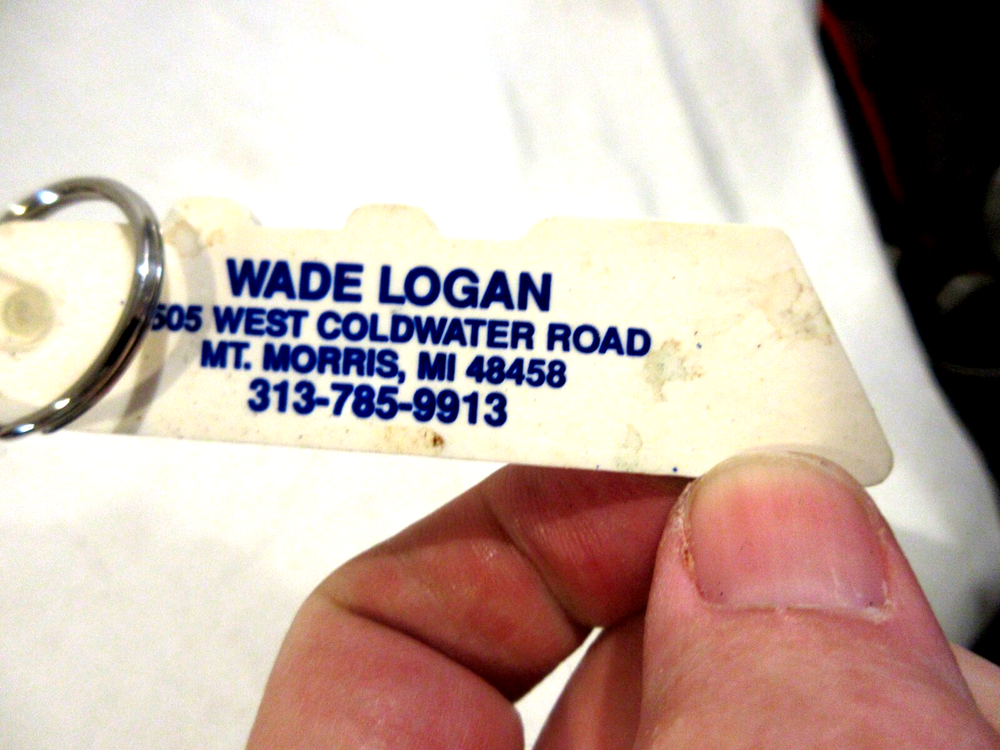 WADE LOGAN
505 WEST COLDWATER ROAD
MT. MORRIS, MI 48458
313-785-9913